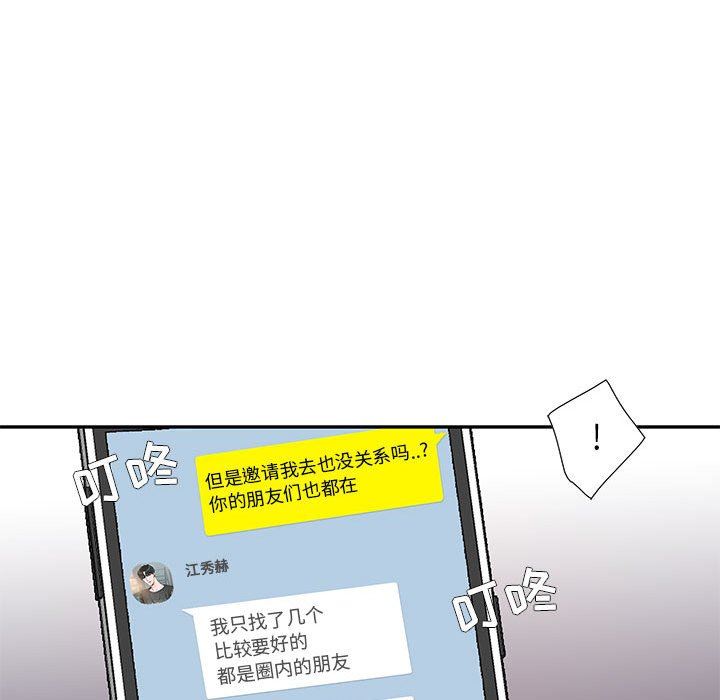 ！
叮咚
但是邀请我去也没关系吗..?
你的朋友们也都在
江秀赫
叮咚
我只找了几个
比较要好的
都是圈内的朋友